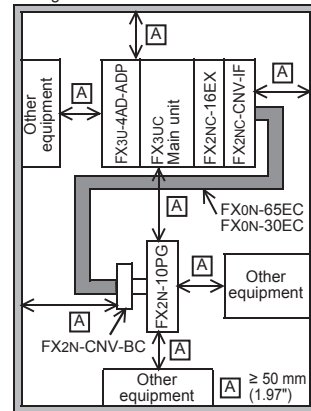 A
Other
equipment
A
FX3U-4AD-ADP
FX3UC
Main unit
FX2NC-16EX
FX2NC-CNV-IF
A
A
FX0N-65EC
FX0N-30EC
FX2N-10PG
A
Other
equipment
A
FX2N-CNV-BC
A
Other
equipment
A ≥ 50 mm
(1.97")